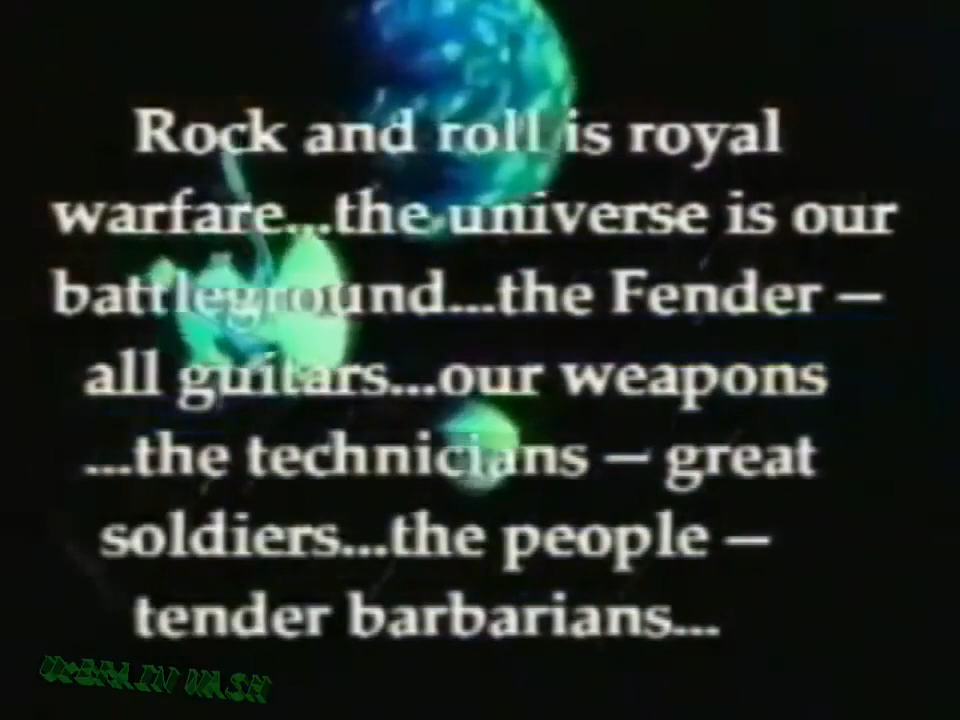 Rock and roll is royal
warfare...the universe is our
battleground...the Fender —
all guitars...our weapons
...the technicians — great
soldiers...the people —
tender barbarians...